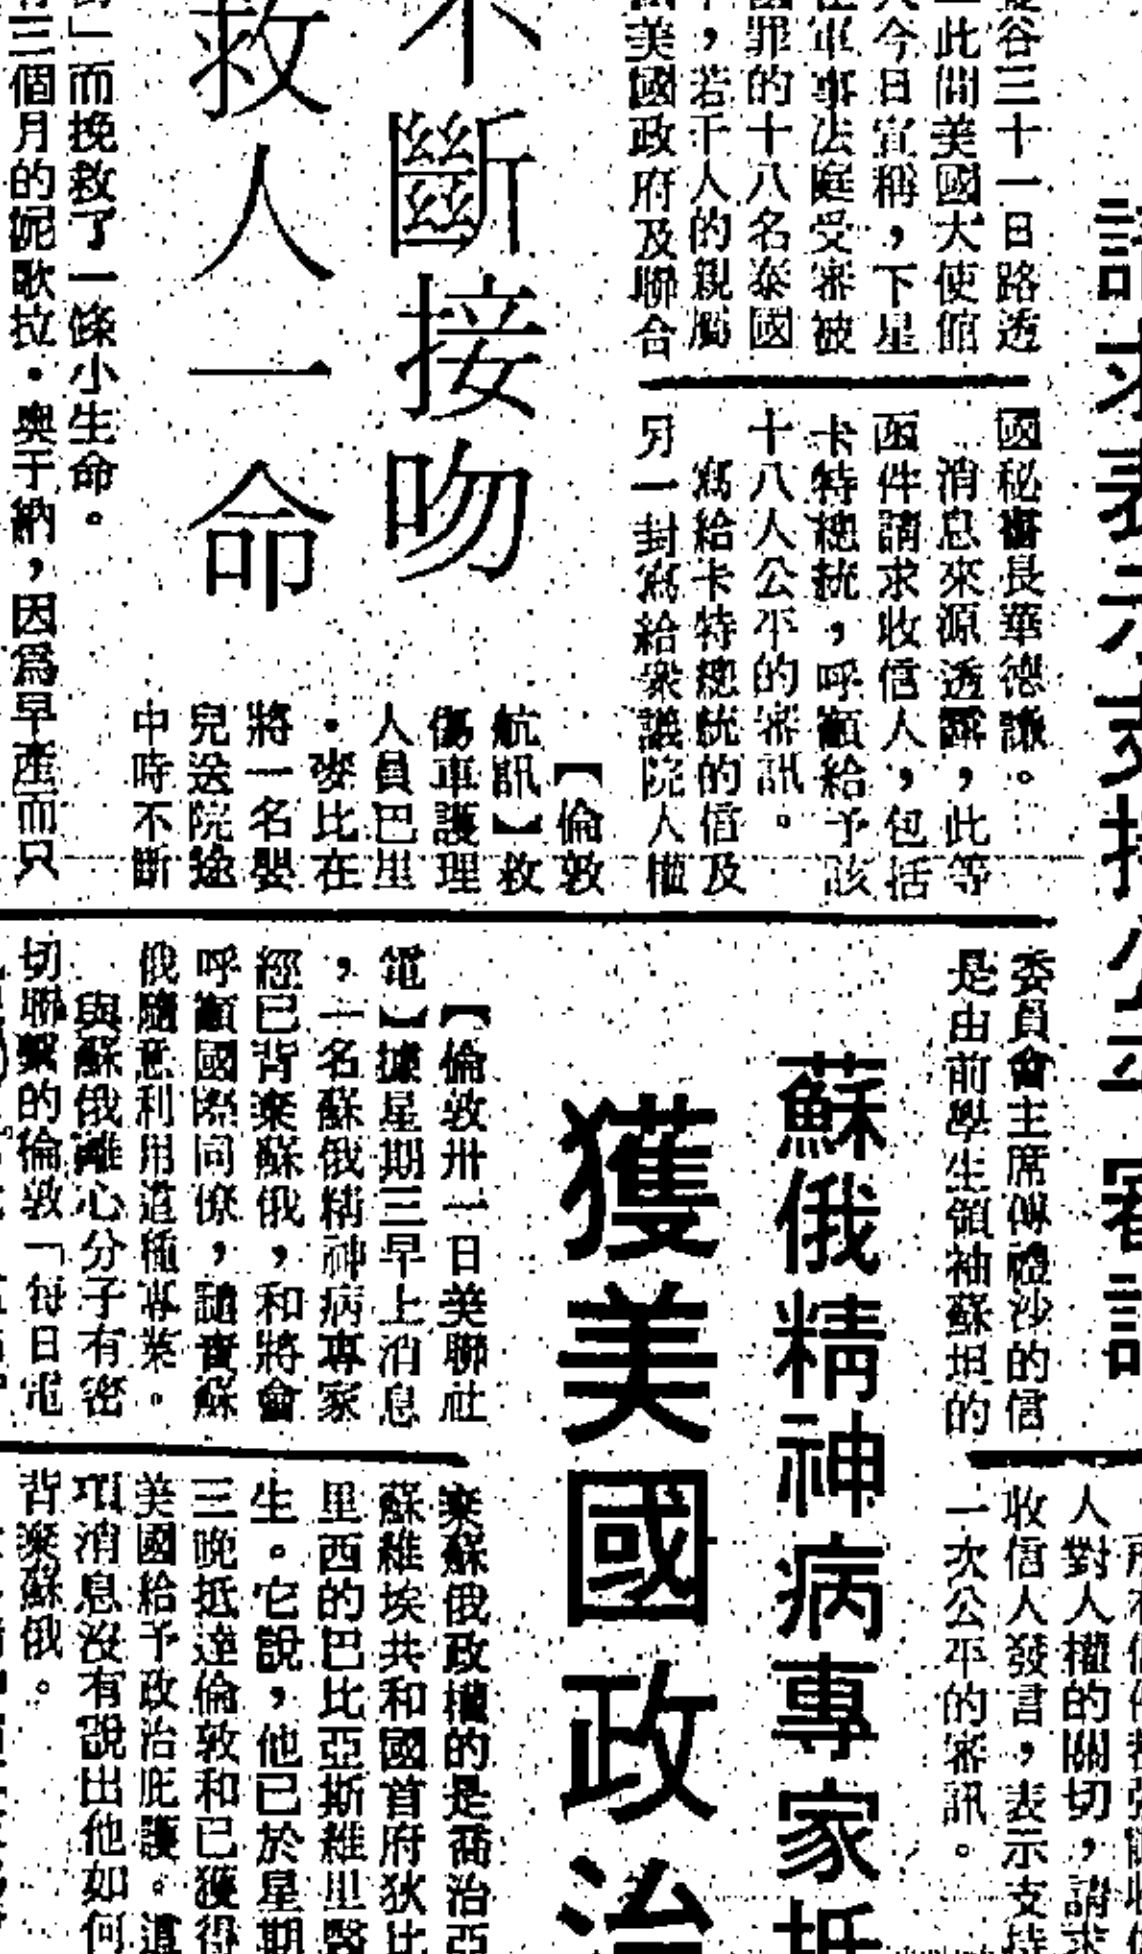 谷三十一日路透
此間美國大使館
今日宣稱，下星
軍事法庭受審被
罪的十八名泰國
，若干人的親屬
美國政府及聯合
國秘書長華德謙。
消息來源透露，此等
函件請求收信人，包括
卡特總統，呼籲給予該
十八人公平的審訊。
寫給卡特總統的信及
另一封寫給衆議院人權
委員會主席傅禮沙的信
是由前學生領袖蘇坦的
人對人權的關切，請求
收信人發言，表示支持
一次公平的審訊。
不斷接吻
救人一命
【倫敦
航訊】救
傷車護理
人員巴里
·麥比在
將一名嬰
兒送院途
中時不斷
」而挽救了一條小生命。
三個月的妮歌拉·奧于納，因爲早產而只
蘇俄精神病專家抵
獲美國政治
【倫敦卅一日美聯社
電】據星期三早上消息
，一名蘇俄精神病專家
經已背棄蘇俄，和將會
呼籲國際同僚，譴責蘇
俄隨意利用這種專業。
與蘇俄離心分子有密
切聯繫的倫敦「每日電
棄蘇俄政權的是喬治亞
蘇維埃共和國首府狄比
里西的巴比亞斯維里醫
生。它說，他已於星期
三晚抵達倫敦和已獲得
美國給予政治庇護。這
項消息沒有說出他如何
背棄蘇俄。